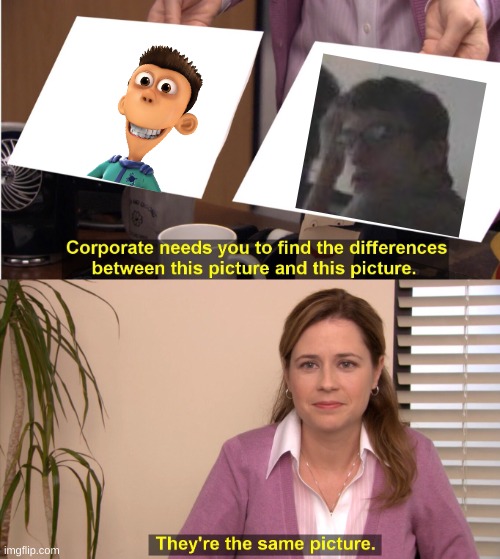 Corporate needs you to find the differences
between this picture and this picture.
They're the same picture.
imgflip.com